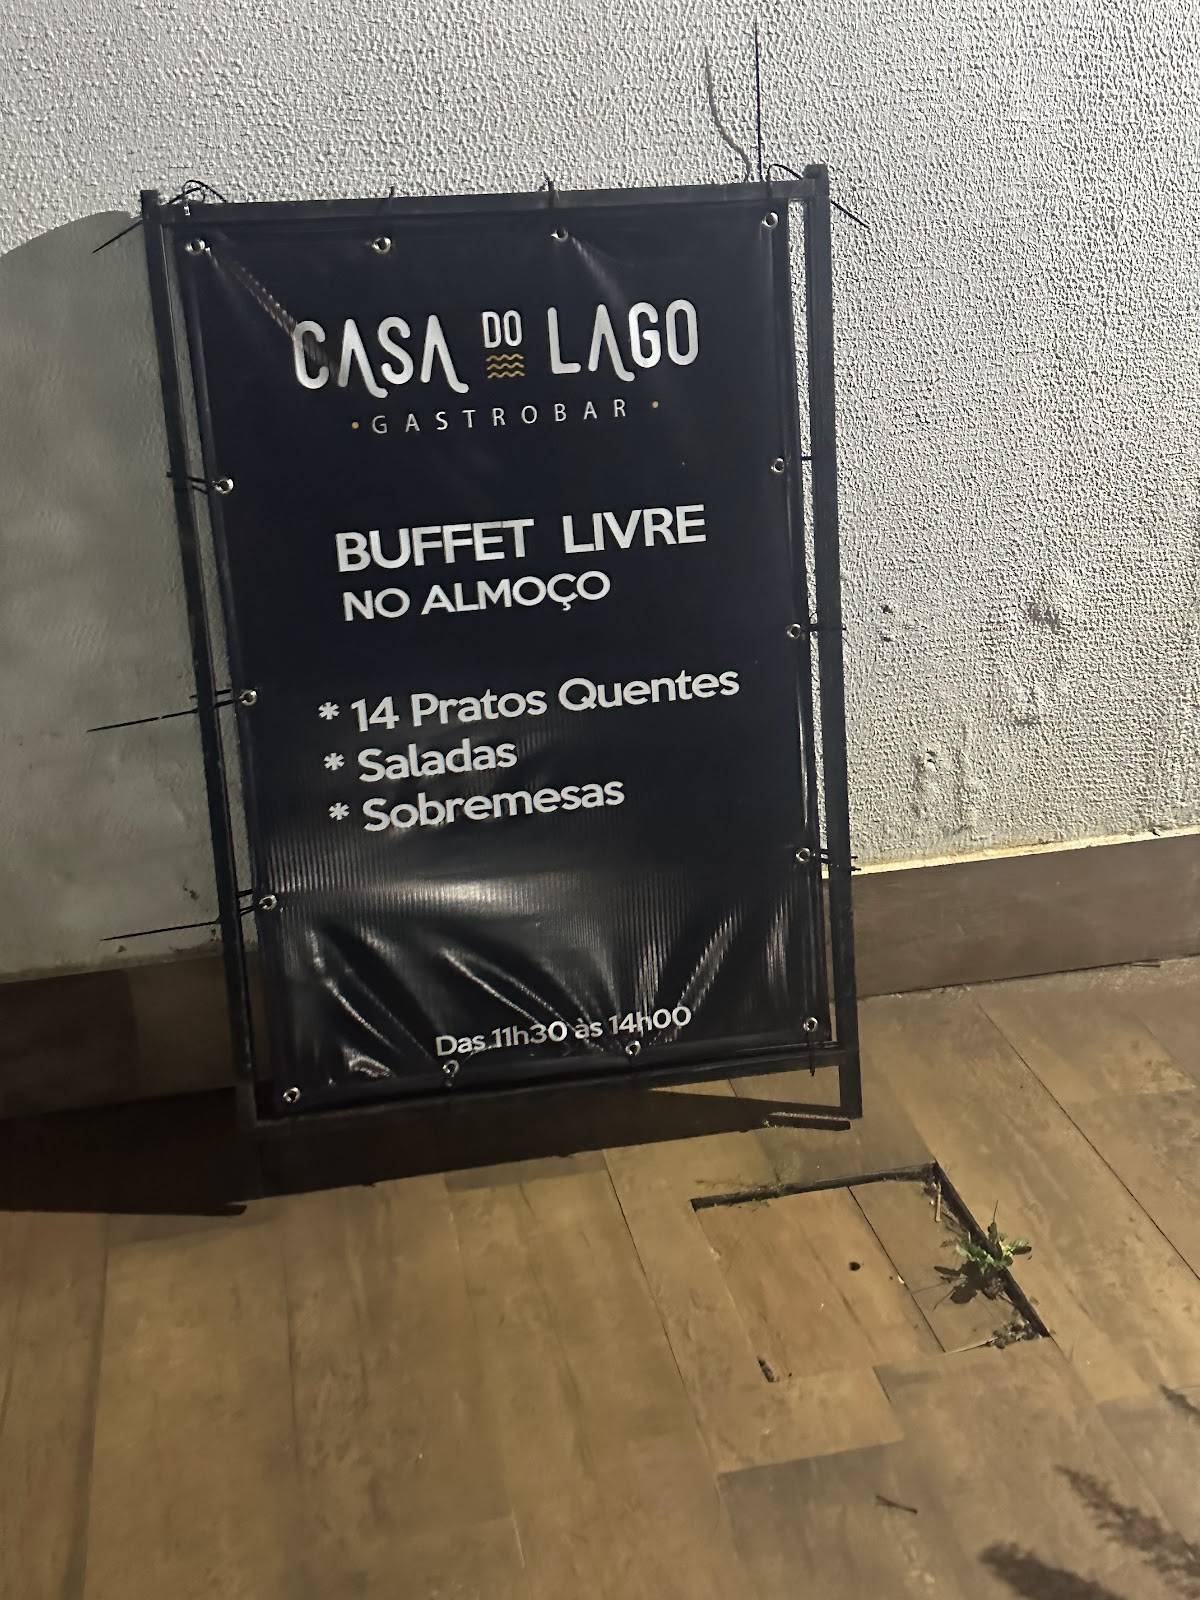 CASA DO LAGO
· GASTROBAR ·
BUFFET LIVRE
NO ALMOÇO
* 14 Pratos Quentes
* Saladas
* Sobremesas
Das 11h30 às 14h00